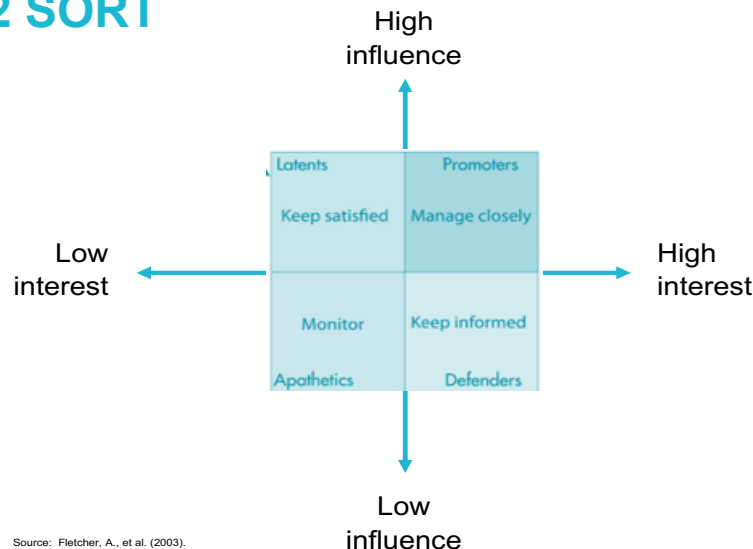 2 SORT
High
influence
Latents
Promoters
Keep satisfied
Manage closely
Low
interest
High
interest
Monitor
Keep informed
Apathetics
Defenders
Low
influence
Source: Fletcher, A., et al. (2003).